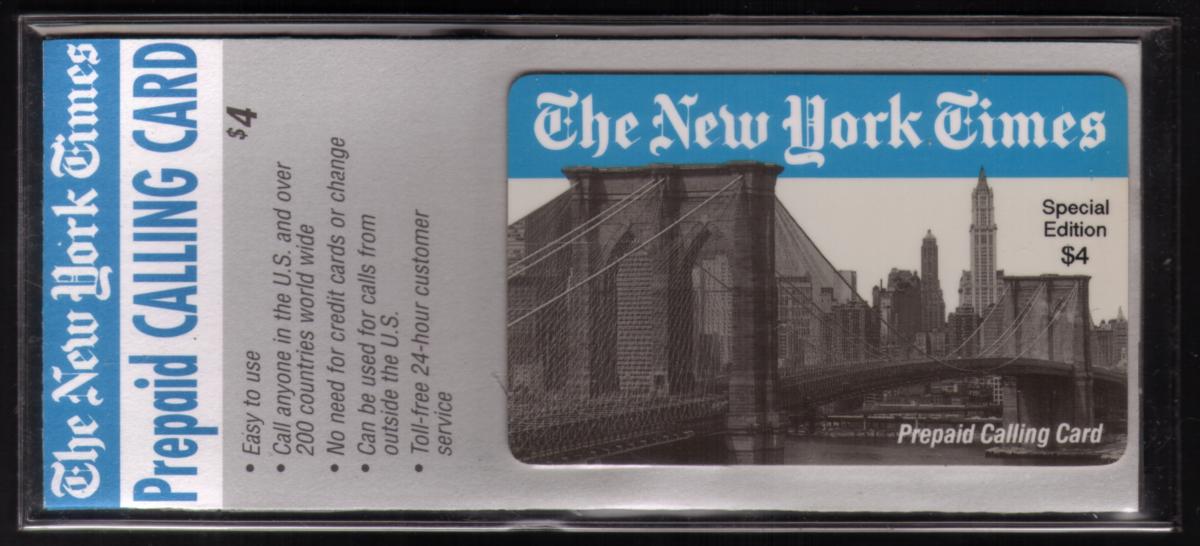 The New York Times
Prepaid CALLING CARD
$4
• Easy to use
• Call anyone in the U.S. and over
200 countries world wide
• No need for credit cards or change
• Can be used for calls from
outside the U.S.
• Toll-free 24-hour customer
service
The New York Times
Special
Edition
$4
Prepaid Calling Card